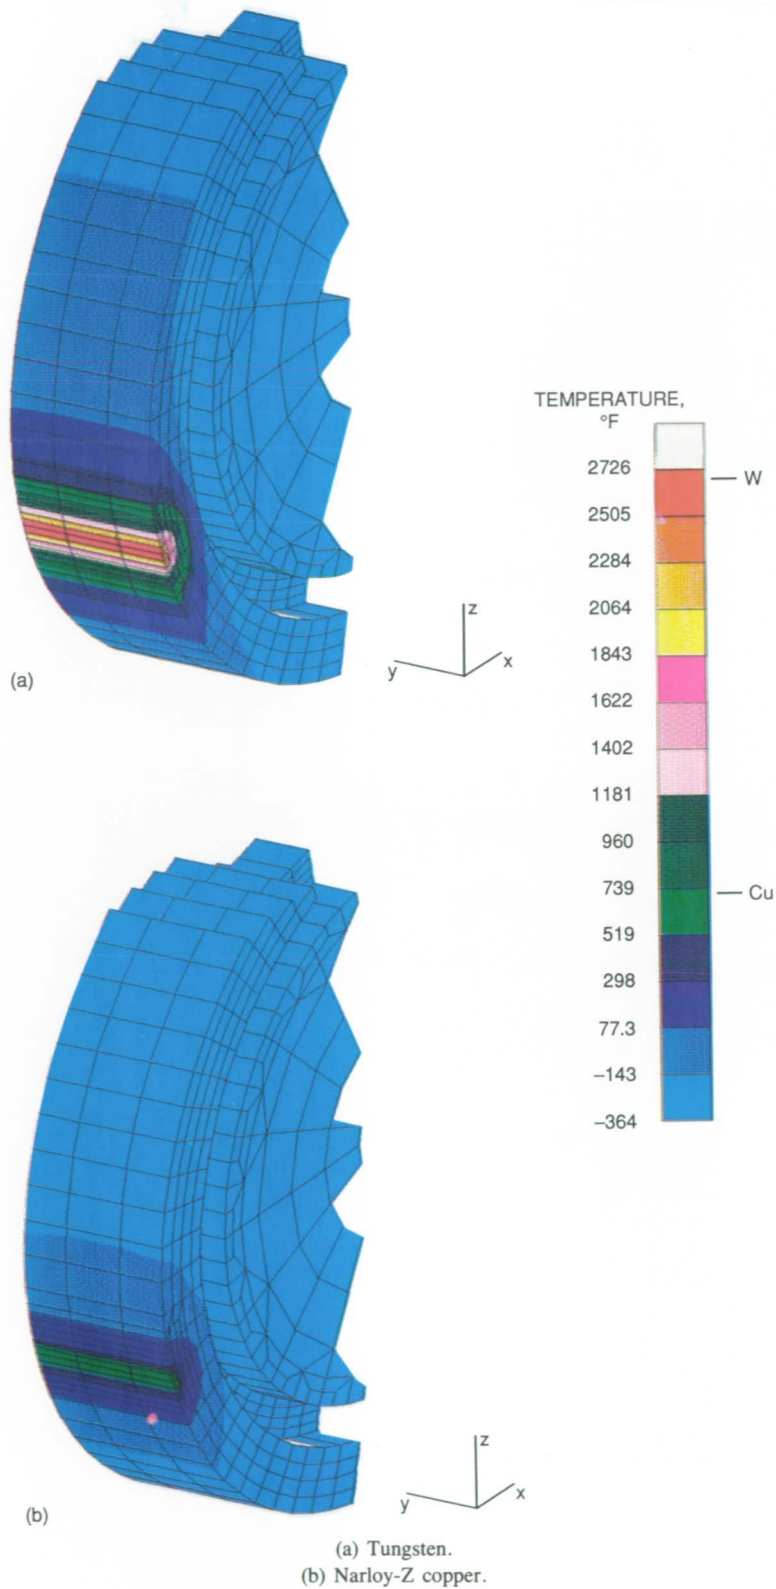 TEMPERATURE,
°F
2726
W
2505
2284
2064
1843
1622
1402
1181
960
739
Cu
519
298
77.3
−143
−364
z
y
x
(a)
z
y
x
(b)
(a) Tungsten.
(b) Narloy-Z copper.